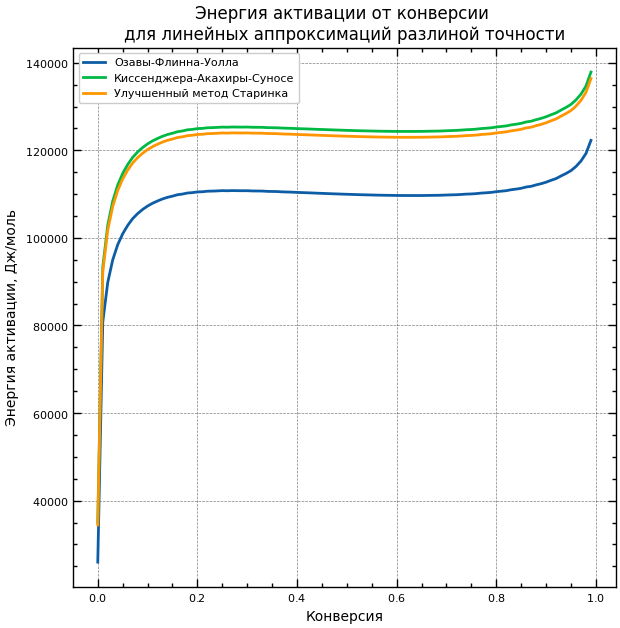 Энергия активации от конверсии
для линейных аппроксимаций разлиной точности
Озавы-Флинна-Уолла
Киссенджера-Акахиры-Суносе
Улучшенный метод Старинка
140000
120000
100000
80000
60000
40000
Энергия активации, Дж/моль
0.0 0.2 0.4 0.6 0.8 1.0
Конверсия